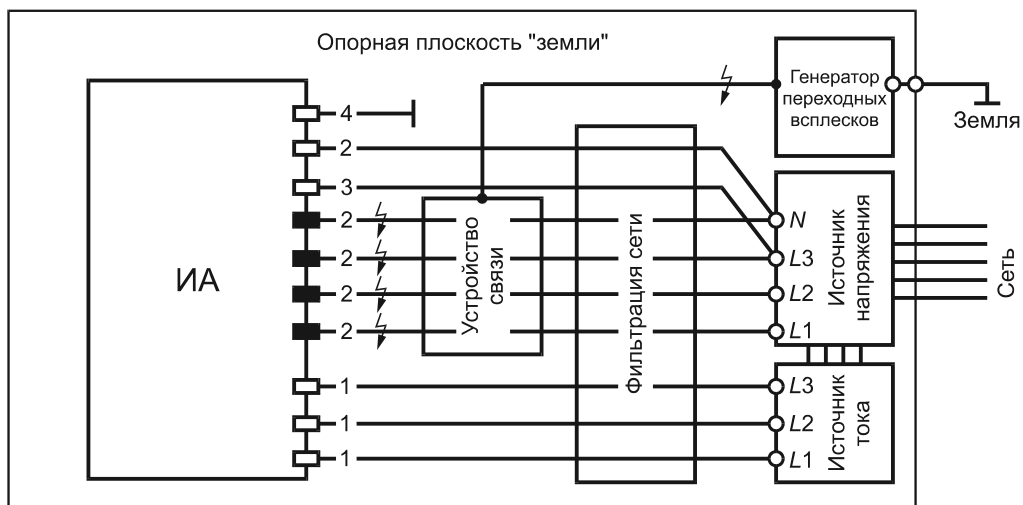 Опорная плоскость "земли"
Генератор
переходных
всплесков
Земля
ИА
4
2
3
2
2
2
2
1
1
1
Устройство
связи
Фильтрация сети
N
L3
L2
L1
Источник
напряжения
Сеть
L3
L2
L1
Источник
тока